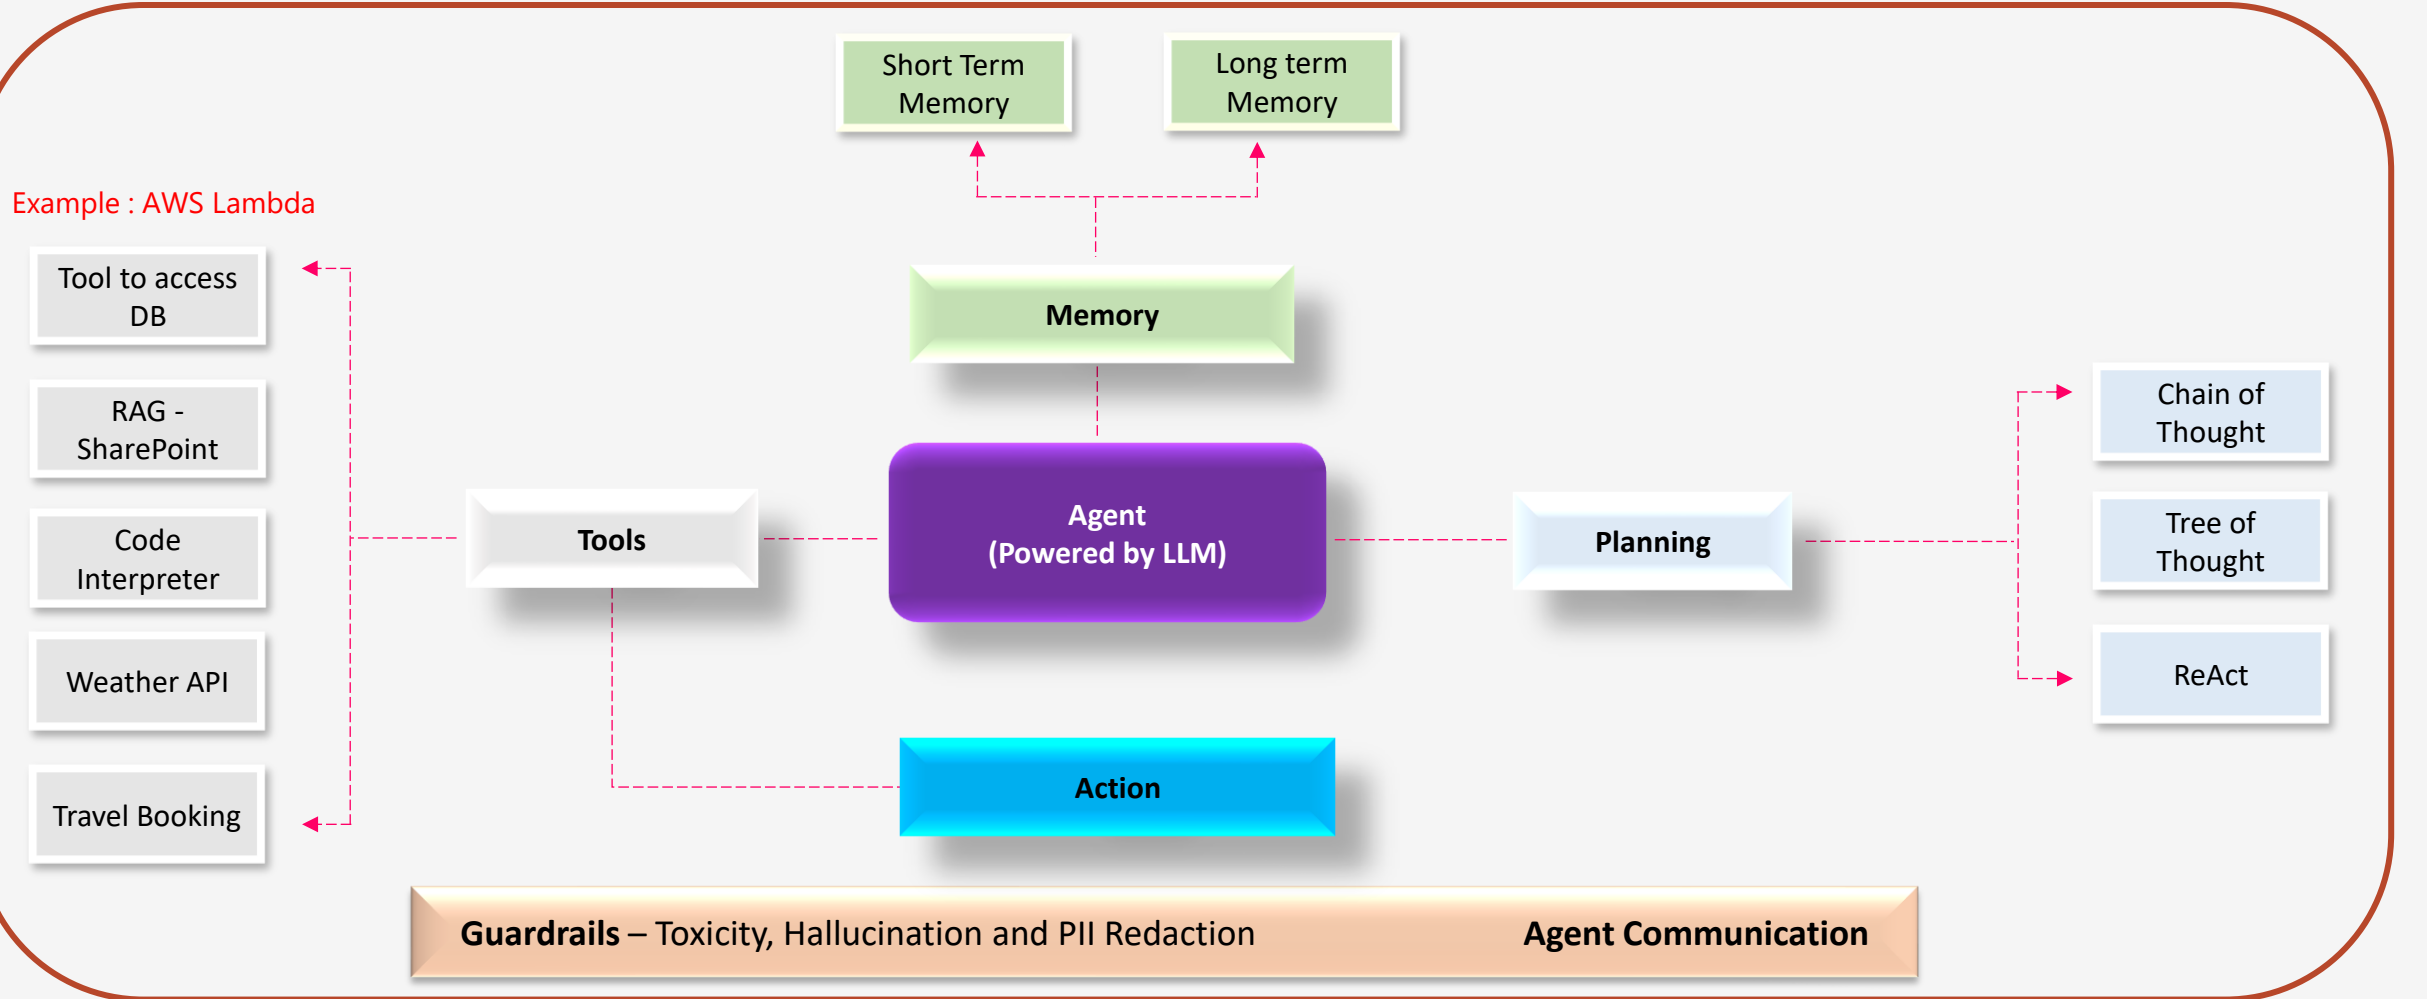 Short Term
Memory
Long term
Memory
Example : AWS Lambda
Tool to access
DB
RAG -
SharePoint
Code
Interpreter
Weather API
Travel Booking
Memory
Tools
Agent
(Powered by LLM)
Planning
Chain of
Thought
Tree of
Thought
ReAct
Action
Guardrails – Toxicity, Hallucination and PII Redaction
Agent Communication